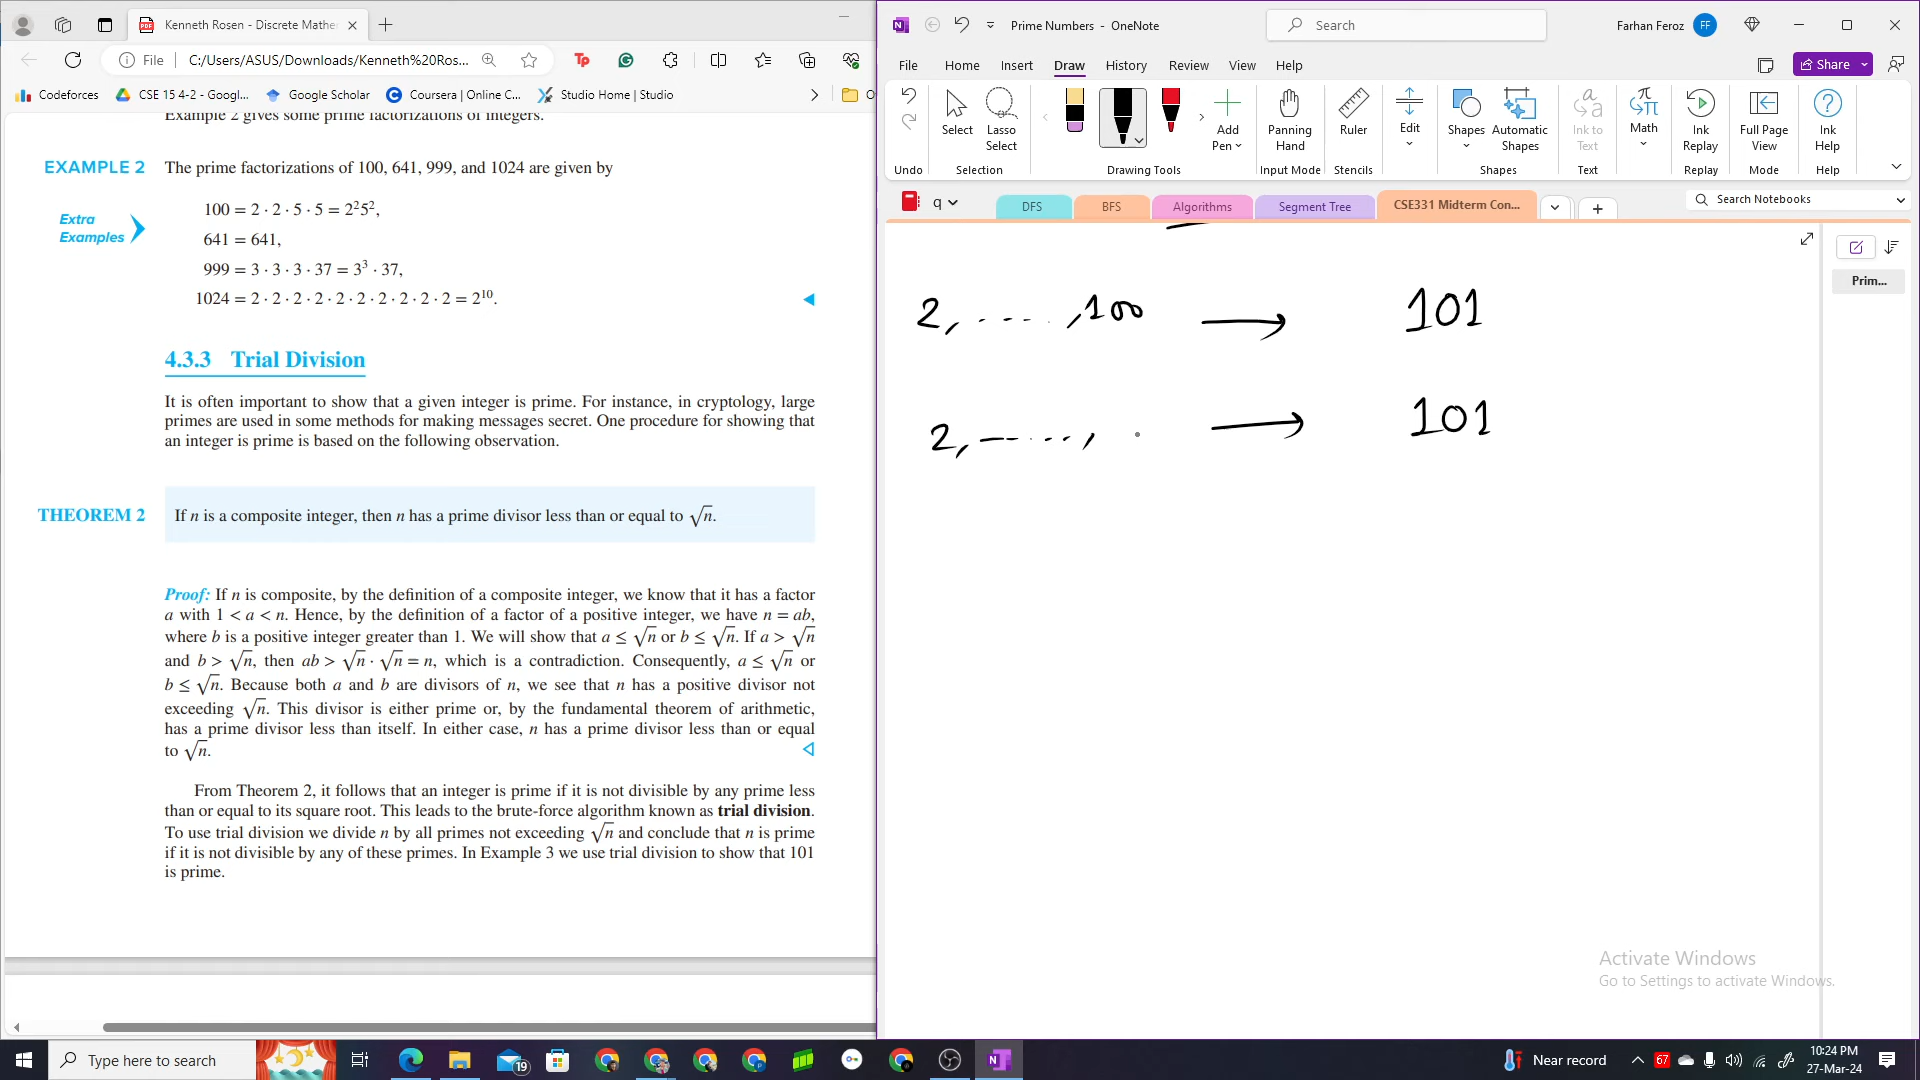 Kenneth Rosen - Discrete Mathe
Prime Numbers - OneNote
Search
Farhan Feroz
FF
File
C:/Users/ASUS/Downloads/Kenneth%20Ros...
File Home Insert Draw History Review View Help
Share
Codeforces
CSE 15 4-2 - Googl...
Google Scholar
Coursera | Online C...
Studio Home | Studio
O
Select
Lasso Select
Add Pen
Panning Hand
Ruler
Edit
Shapes
Automatic Shapes
Ink to Text
Math
Ink Replay
Full Page View
Ink Help
Undo
Selection
Drawing Tools
Input Mode
Stencils
Shapes
Text
Replay
Mode
Help
q
DFS
BFS
Algorithms
Segment Tree
CSE331 Midterm Con...
Search Notebooks
Prim...
Example 2 gives some prime factorizations of integers.
EXAMPLE 2 The prime factorizations of 100, 641, 999, and 1024 are given by
Extra Examples
100 = 2 · 2 · 5 · 5 = 2²5²,
641 = 641,
999 = 3 · 3 · 3 · 37 = 3³ · 37,
1024 = 2 · 2 · 2 · 2 · 2 · 2 · 2 · 2 · 2 · 2 = 2¹⁰.
4.3.3 Trial Division
It is often important to show that a given integer is prime. For instance, in cryptology, large
primes are used in some methods for making messages secret. One procedure for showing that
an integer is prime is based on the following observation.
THEOREM 2 If n is a composite integer, then n has a prime divisor less than or equal to √n.
Proof: If n is composite, by the definition of a composite integer, we know that it has a factor
a with 1 < a < n. Hence, by the definition of a factor of a positive integer, we have n = ab,
where b is a positive integer greater than 1. We will show that a ≤ √n or b ≤ √n. If a > √n
and b > √n, then ab > √n · √n = n, which is a contradiction. Consequently, a ≤ √n or
b ≤ √n. Because both a and b are divisors of n, we see that n has a positive divisor not
exceeding √n. This divisor is either prime or, by the fundamental theorem of arithmetic,
has a prime divisor less than itself. In either case, n has a prime divisor less than or equal
to √n.
From Theorem 2, it follows that an integer is prime if it is not divisible by any prime less
than or equal to its square root. This leads to the brute-force algorithm known as trial division.
To use trial division we divide n by all primes not exceeding √n and conclude that n is prime
if it is not divisible by any of these primes. In Example 3 we use trial division to show that 101
is prime.
2, ....., 100 → 101
2, ......, → 101
Activate Windows
Go to Settings to activate Windows.
Type here to search
19
Near record
67
10:24 PM
27-Mar-24